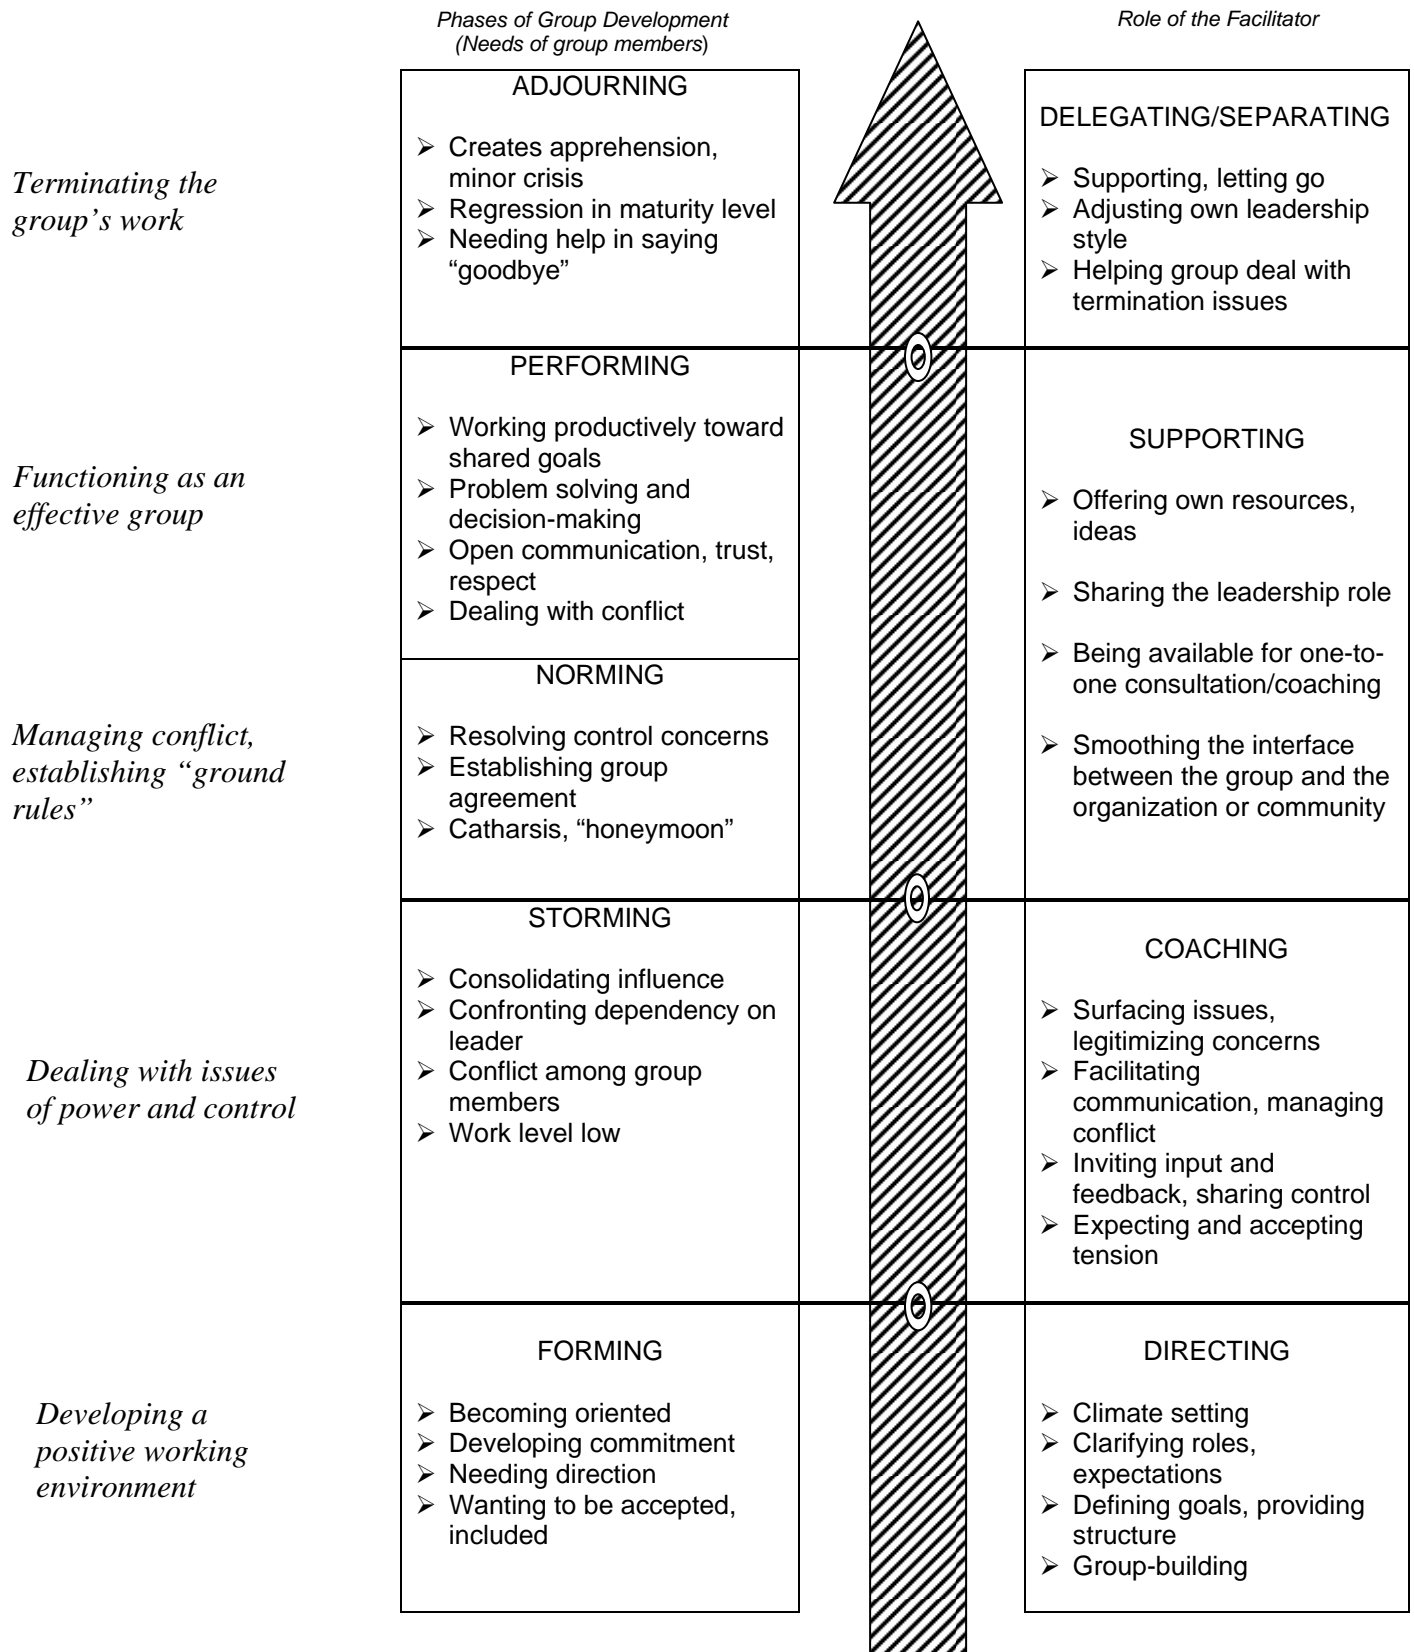 Phases of Group Development
(Needs of group members)
Role of the Facilitator
Terminating the
group’s work
ADJOURNING
➢ Creates apprehension,
minor crisis
➢ Regression in maturity level
➢ Needing help in saying
“goodbye”
DELEGATING/SEPARATING
➢ Supporting, letting go
➢ Adjusting own leadership
style
➢ Helping group deal with
termination issues
Functioning as an
effective group
PERFORMING
➢ Working productively toward
shared goals
➢ Problem solving and
decision-making
➢ Open communication, trust,
respect
➢ Dealing with conflict
Managing conflict,
establishing “ground
rules”
NORMING
➢ Resolving control concerns
➢ Establishing group
agreement
➢ Catharsis, “honeymoon”
SUPPORTING
➢ Offering own resources,
ideas
➢ Sharing the leadership role
➢ Being available for one-to-
one consultation/coaching
➢ Smoothing the interface
between the group and the
organization or community
Dealing with issues
of power and control
STORMING
➢ Consolidating influence
➢ Confronting dependency on
leader
➢ Conflict among group
members
➢ Work level low
COACHING
➢ Surfacing issues,
legitimizing concerns
➢ Facilitating
communication, managing
conflict
➢ Inviting input and
feedback, sharing control
➢ Expecting and accepting
tension
Developing a
positive working
environment
FORMING
➢ Becoming oriented
➢ Developing commitment
➢ Needing direction
➢ Wanting to be accepted,
included
DIRECTING
➢ Climate setting
➢ Clarifying roles,
expectations
➢ Defining goals, providing
structure
➢ Group-building